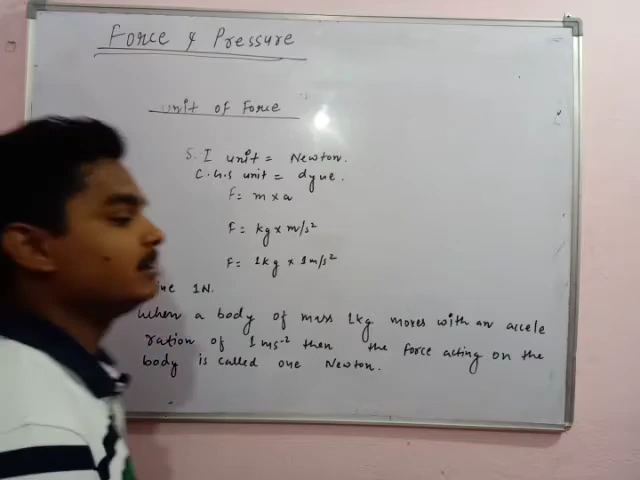 Force & Pressure
unit of Force
S.I unit = Newton.
C.G.S unit = dyne.
F= m x a
F= kg x m/s²
F= 1kg x 1m/s²
1N.
When a body of mass 1kg moves with an accele
ration of 1ms⁻² then the force acting on the
body is called one Newton.